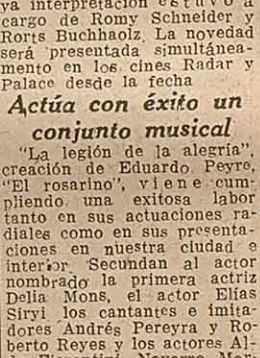 ya interpretación estuvo a
cargo de Romy Schneider y
Rorts Buchhaolz. La novedad
será presentada simultánea-
mento en los cines Radar y
Palace desde la fecha
Actúa con éxito un
conjunto musical
"La legión de la alegría",
creación de Eduardo Peyre,
"El rosarino", viene cum-
pliendo una exitosa labor
tanto en sus actuaciones ra-
diales como en sus presenta-
ciones en nuestra ciudad e
interior Secundan al actor
nombrado la primera actriz
Delia Mons, el actor Elías
Siryi los cantantes e imita-
dores Andrés Pereyra y Ro-
berto Reyes y los actores Al-